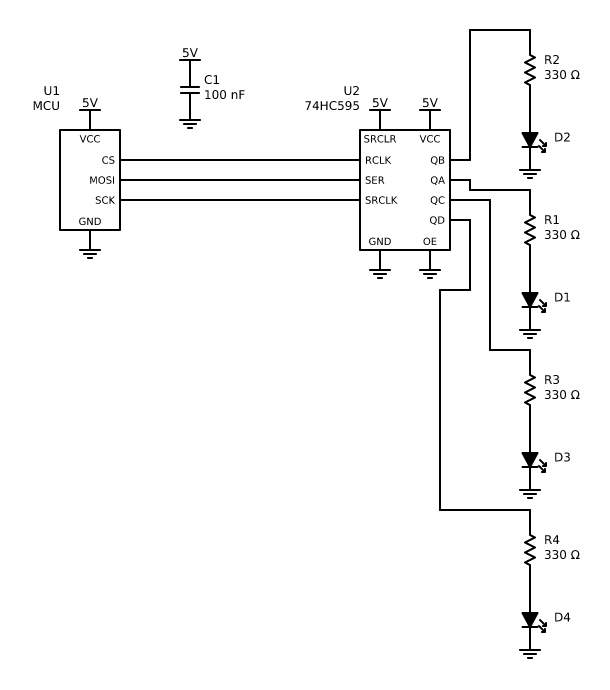 5V
C1
100 nF
U1
MCU
5V
VCC
CS
MOSI
SCK
GND
U2
74HC595
5V
5V
SRCLR
VCC
RCLK
QB
SER
QA
SRCLK
QC
QD
GND
OE
R2
330 Ω
D2
R1
330 Ω
D1
R3
330 Ω
D3
R4
330 Ω
D4